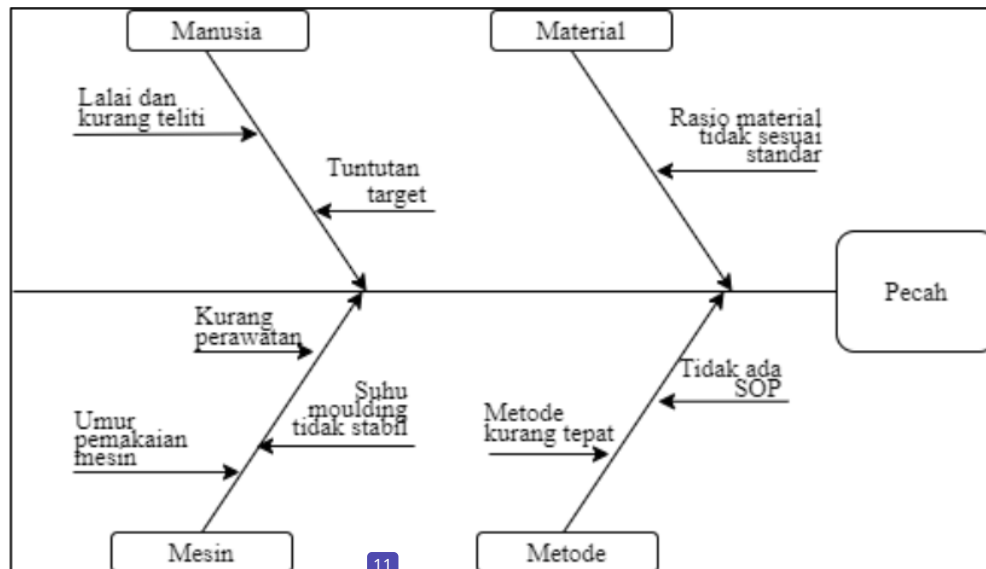 Manusia
Material
Lalai dan
kurang teliti
Tuntutan
target
Rasio material
tidak sesuai
standar
Pecah
Kurang
perawatan
Suhu
moulding
tidak stabil
Umur
pemakaian
mesin
Tidak ada
SOP
Metode
kurang tepat
Mesin
11
Metode